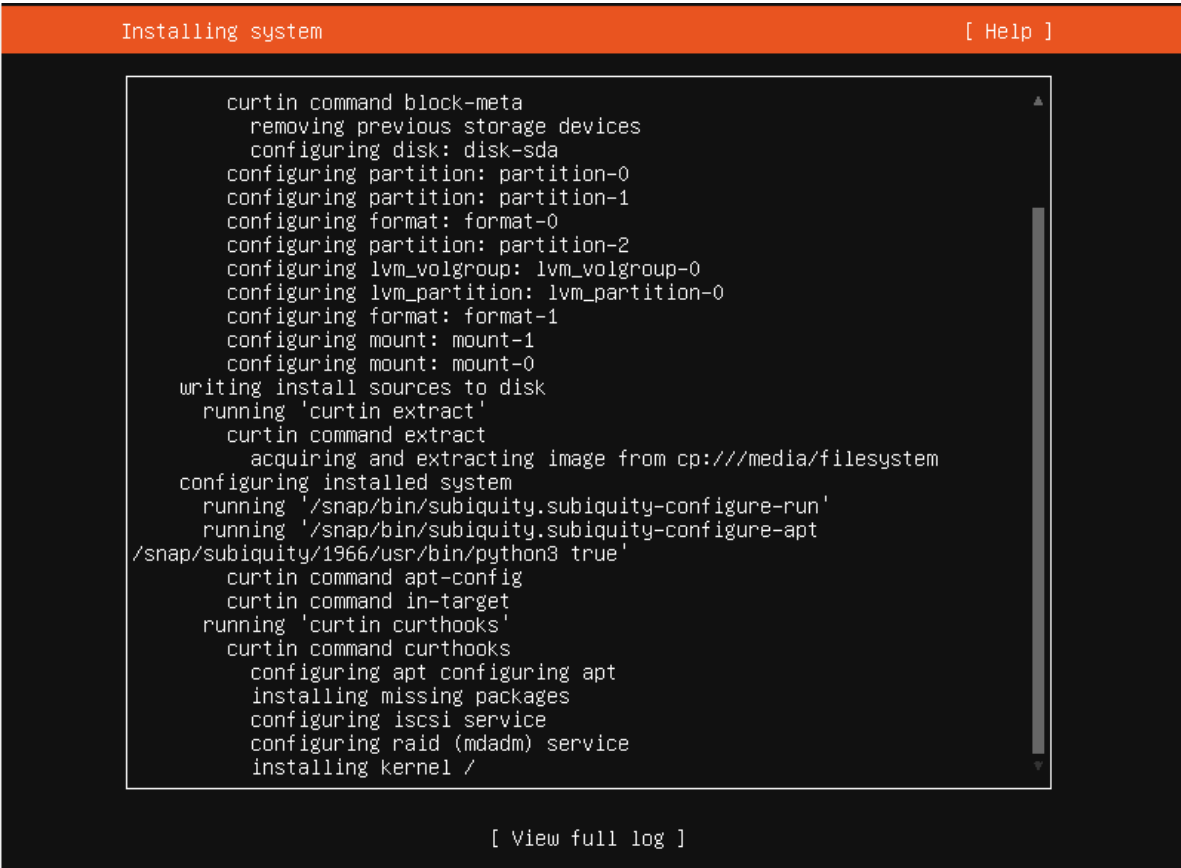 Installing system [ Help ]
curtin command block-meta
removing previous storage devices
configuring disk: disk-sda
configuring partition: partition-0
configuring partition: partition-1
configuring format: format-0
configuring partition: partition-2
configuring lvm_volgroup: lvm_volgroup-0
configuring lvm_partition: lvm_partition-0
configuring format: format-1
configuring mount: mount-1
configuring mount: mount-0
writing install sources to disk
running 'curtin extract'
curtin command extract
acquiring and extracting image from cp:///media/filesystem
configuring installed system
running '/snap/bin/subiquity.subiquity-configure-run'
running '/snap/bin/subiquity.subiquity-configure-apt
/snap/subiquity/1966/usr/bin/python3 true'
curtin command apt-config
curtin command in-target
running 'curtin curthooks'
curtin command curthooks
configuring apt configuring apt
installing missing packages
configuring iscsi service
configuring raid (mdadm) service
installing kernel /
[ View full log ]